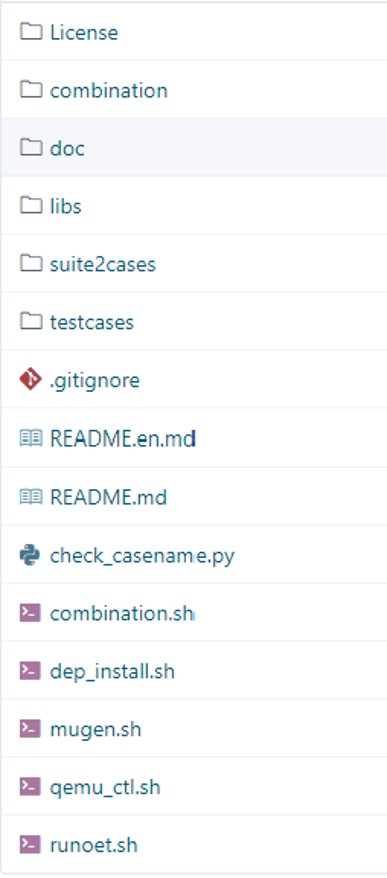 License
combination
doc
libs
suite2cases
testcases
.gitignore
README.en.md
README.md
check_casename.py
combination.sh
dep_install.sh
mugen.sh
qemu_ctl.sh
runoet.sh